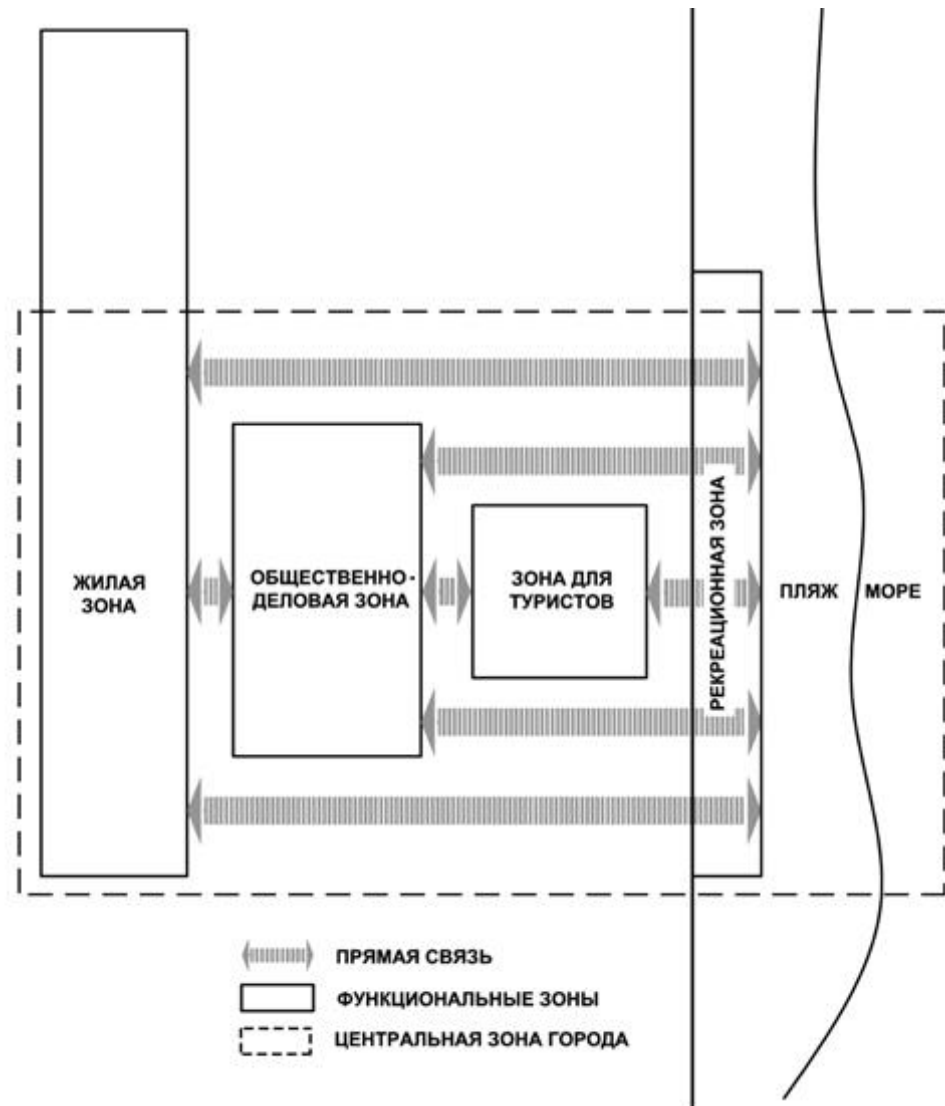 ЖИЛАЯ
ЗОНА
ОБЩЕСТВЕННО-
ДЕЛОВАЯ ЗОНА
ЗОНА ДЛЯ
ТУРИСТОВ
РЕКРЕАЦИОННАЯ ЗОНА
ПЛЯЖ
МОРЕ
ПРЯМАЯ СВЯЗЬ
ФУНКЦИОНАЛЬНЫЕ ЗОНЫ
ЦЕНТРАЛЬНАЯ ЗОНА ГОРОДА